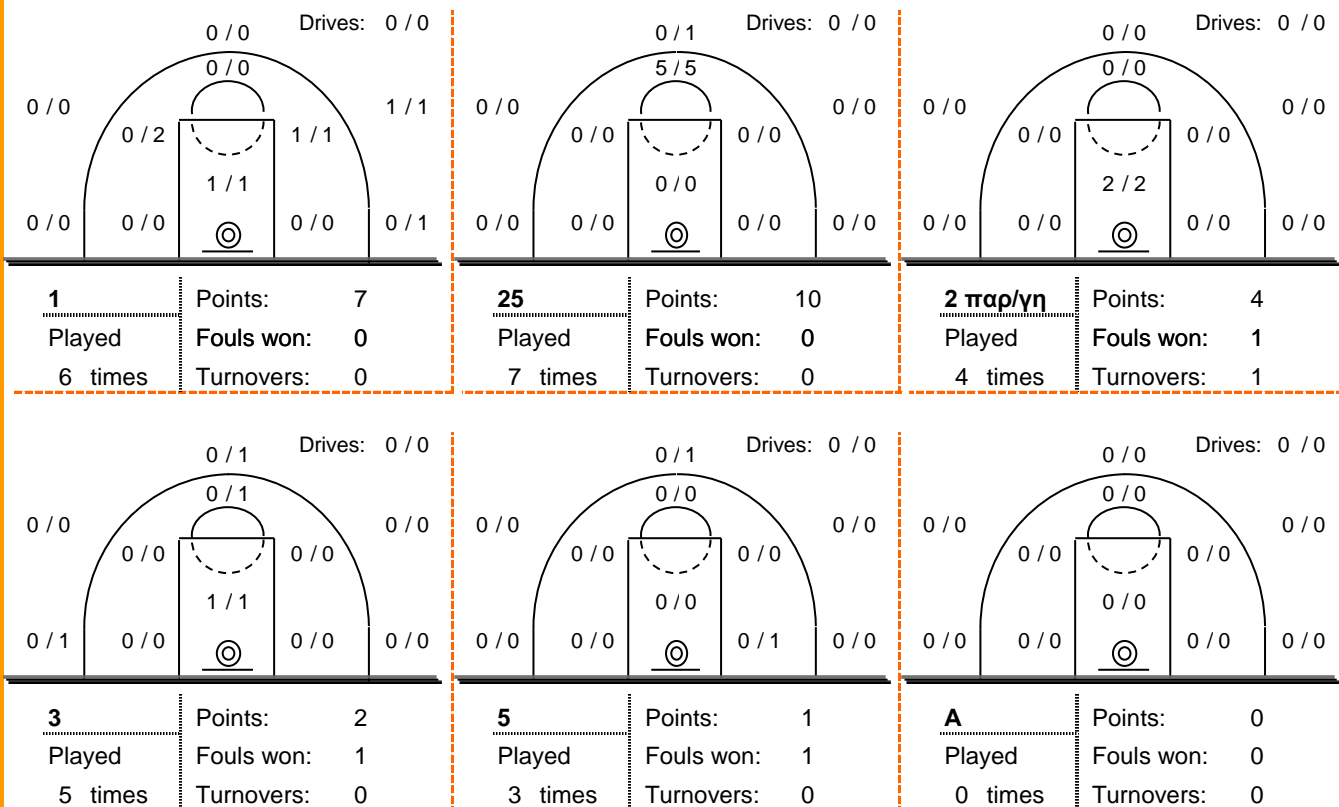 Drives: 0 / 0
0 / 0
0 / 0
0 / 0
1 / 1
0 / 2
1 / 1
1 / 1
0 / 0
0 / 0
0 / 0
0 / 1
1
Points: 7
Played
Fouls won: 0
6 times
Turnovers: 0
Drives: 0 / 0
0 / 1
5 / 5
0 / 0
0 / 0
0 / 0
0 / 0
0 / 0
0 / 0
0 / 0
0 / 0
0 / 0
25
Points: 10
Played
Fouls won: 0
7 times
Turnovers: 0
Drives: 0 / 0
0 / 0
0 / 0
0 / 0
0 / 0
0 / 0
0 / 0
2 / 2
0 / 0
0 / 0
0 / 0
0 / 0
2 παρ/γη
Points: 4
Played
Fouls won: 1
4 times
Turnovers: 1
Drives: 0 / 0
0 / 1
0 / 1
0 / 0
0 / 0
0 / 0
0 / 0
1 / 1
0 / 1
0 / 0
0 / 0
0 / 0
3
Points: 2
Played
Fouls won: 1
5 times
Turnovers: 0
Drives: 0 / 0
0 / 1
0 / 0
0 / 0
0 / 0
0 / 0
0 / 0
0 / 0
0 / 0
0 / 0
0 / 1
0 / 0
5
Points: 1
Played
Fouls won: 1
3 times
Turnovers: 0
Drives: 0 / 0
0 / 0
0 / 0
0 / 0
0 / 0
0 / 0
0 / 0
0 / 0
0 / 0
0 / 0
0 / 0
0 / 0
A
Points: 0
Played
Fouls won: 0
0 times
Turnovers: 0